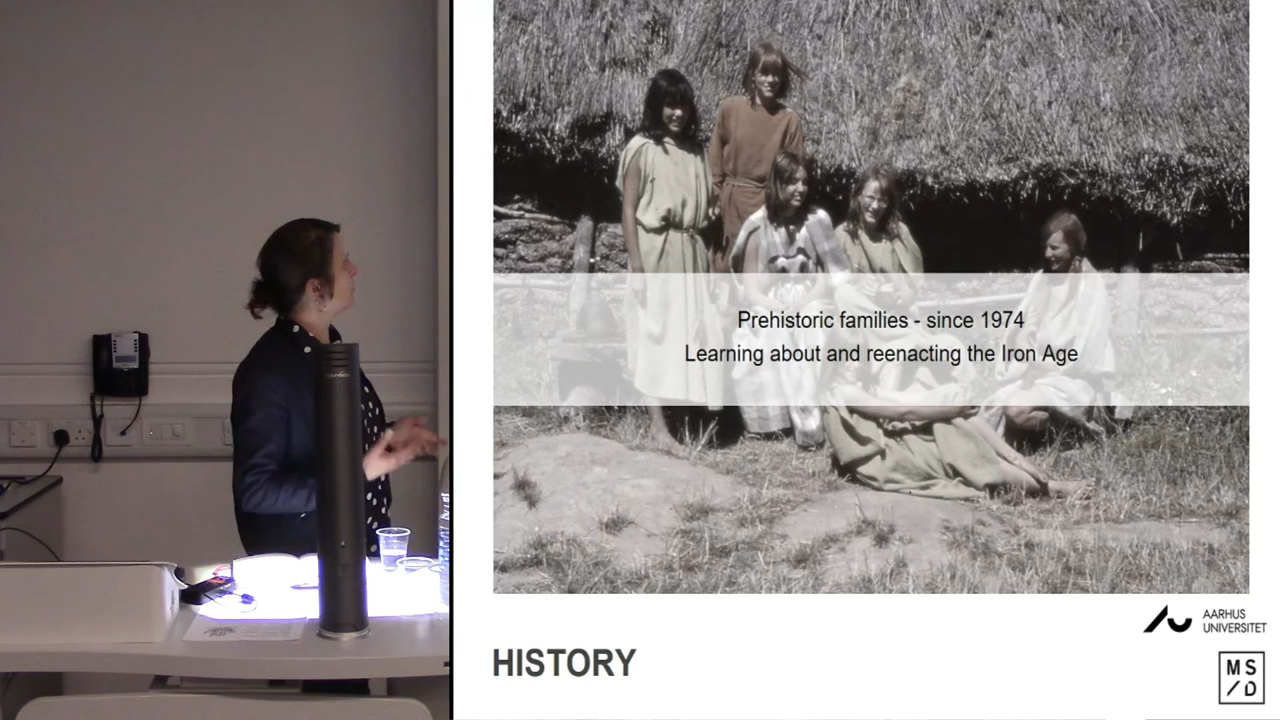 Prehistoric families - since 1974
Learning about and reenacting the Iron Age
HISTORY
AARHUS
UNIVERSITET
MS
/D